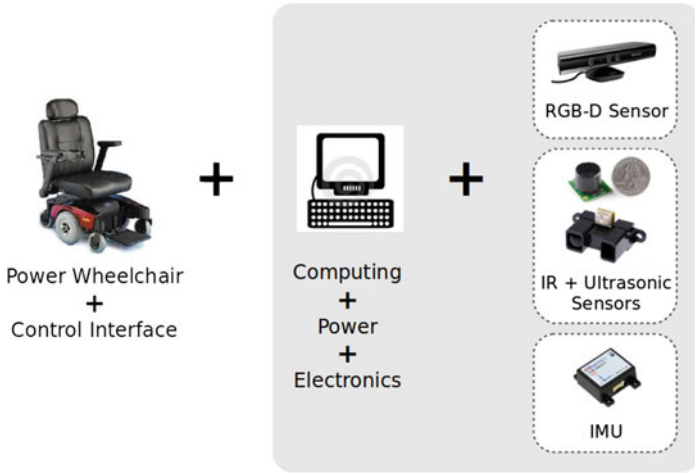 Power Wheelchair
+
Control Interface
+
Computing
+
Power
+
Electronics
+
RGB-D Sensor
IR + Ultrasonic
Sensors
IMU